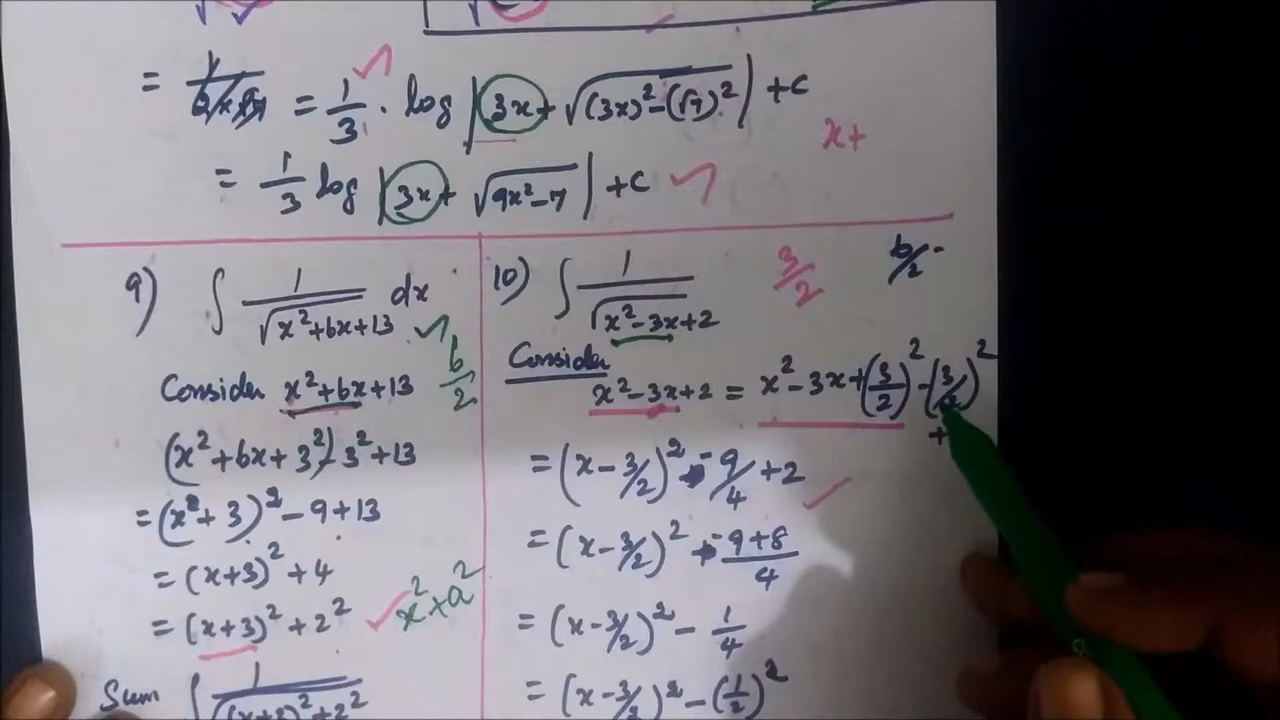 = 1/3 · log |3x + √(3x)² - (√7)²| + c
x+
= 1/3 log |3x + √9x² - 7| + c
9) ∫ 1/√x² + 6x + 13 dx
Consider x² + 6x + 13
b/2
(x² + 6x + 3²) - 3² + 13
= (x² + 3)² - 9 + 13
= (x + 3)² + 4
= (x + 3)² + 2²
x² + a²
Sum ∫ 1/√(x + 3)² + 2²
10) ∫ 1/√x² - 3x + 2
3/2
b/2
Consider
x² - 3x + 2 = x² - 3x + (3/2)² - (3/2)²
+
= (x - 3/2)² - 9/4 + 2
= (x - 3/2)² + -9 + 8/4
= (x - 3/2)² - 1/4
= (x - 3/2)² - (1/2)²